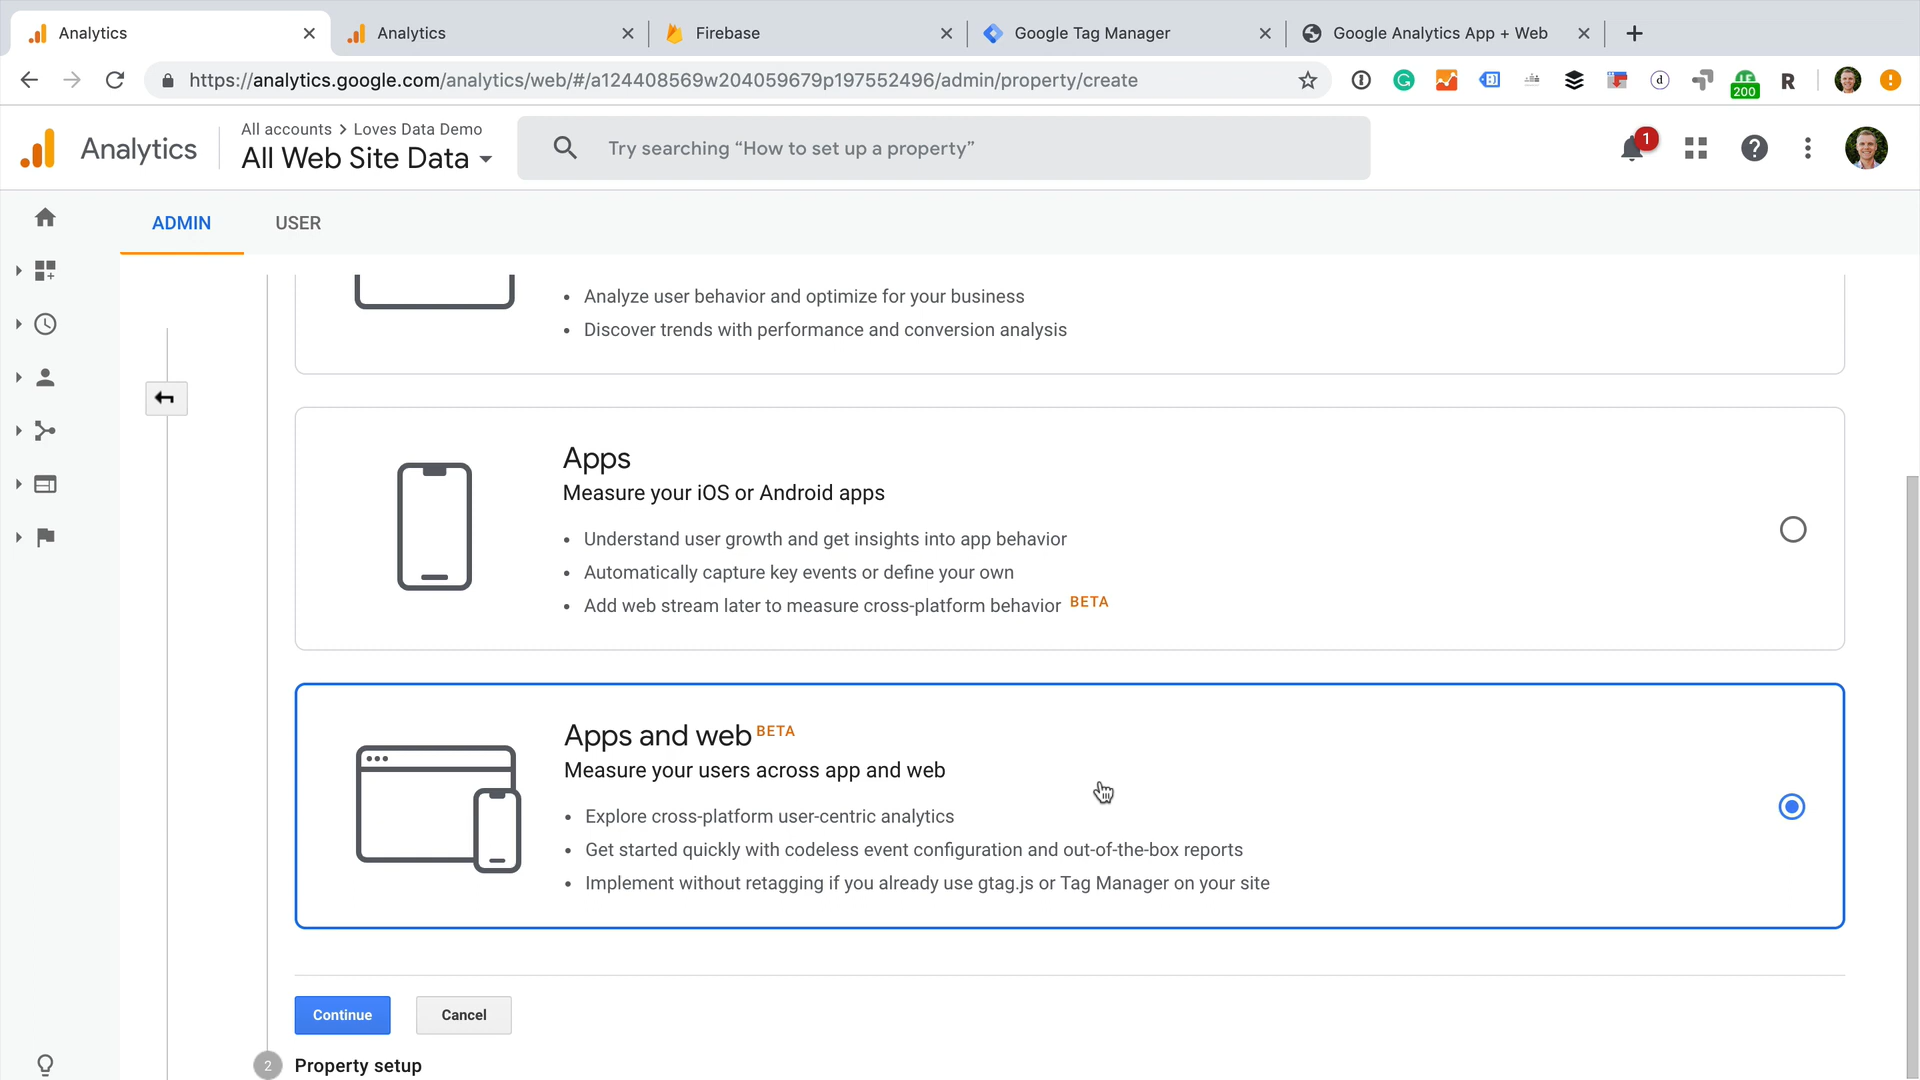 Analytics
Analytics
Firebase
Google Tag Manager
Google Analytics App + Web
https://analytics.google.com/analytics/web/#/a124408569w204059679p197552496/admin/property/create
200
Analytics
All accounts > Loves Data Demo
All Web Site Data
Try searching “How to set up a property”
1
ADMIN
USER
Analyze user behavior and optimize for your business
Discover trends with performance and conversion analysis
Apps
Measure your iOS or Android apps
Understand user growth and get insights into app behavior
Automatically capture key events or define your own
Add web stream later to measure cross-platform behavior BETA
Apps and web BETA
Measure your users across app and web
Explore cross-platform user-centric analytics
Get started quickly with codeless event configuration and out-of-the-box reports
Implement without retagging if you already use gtag.js or Tag Manager on your site
Continue
Cancel
2 Property setup